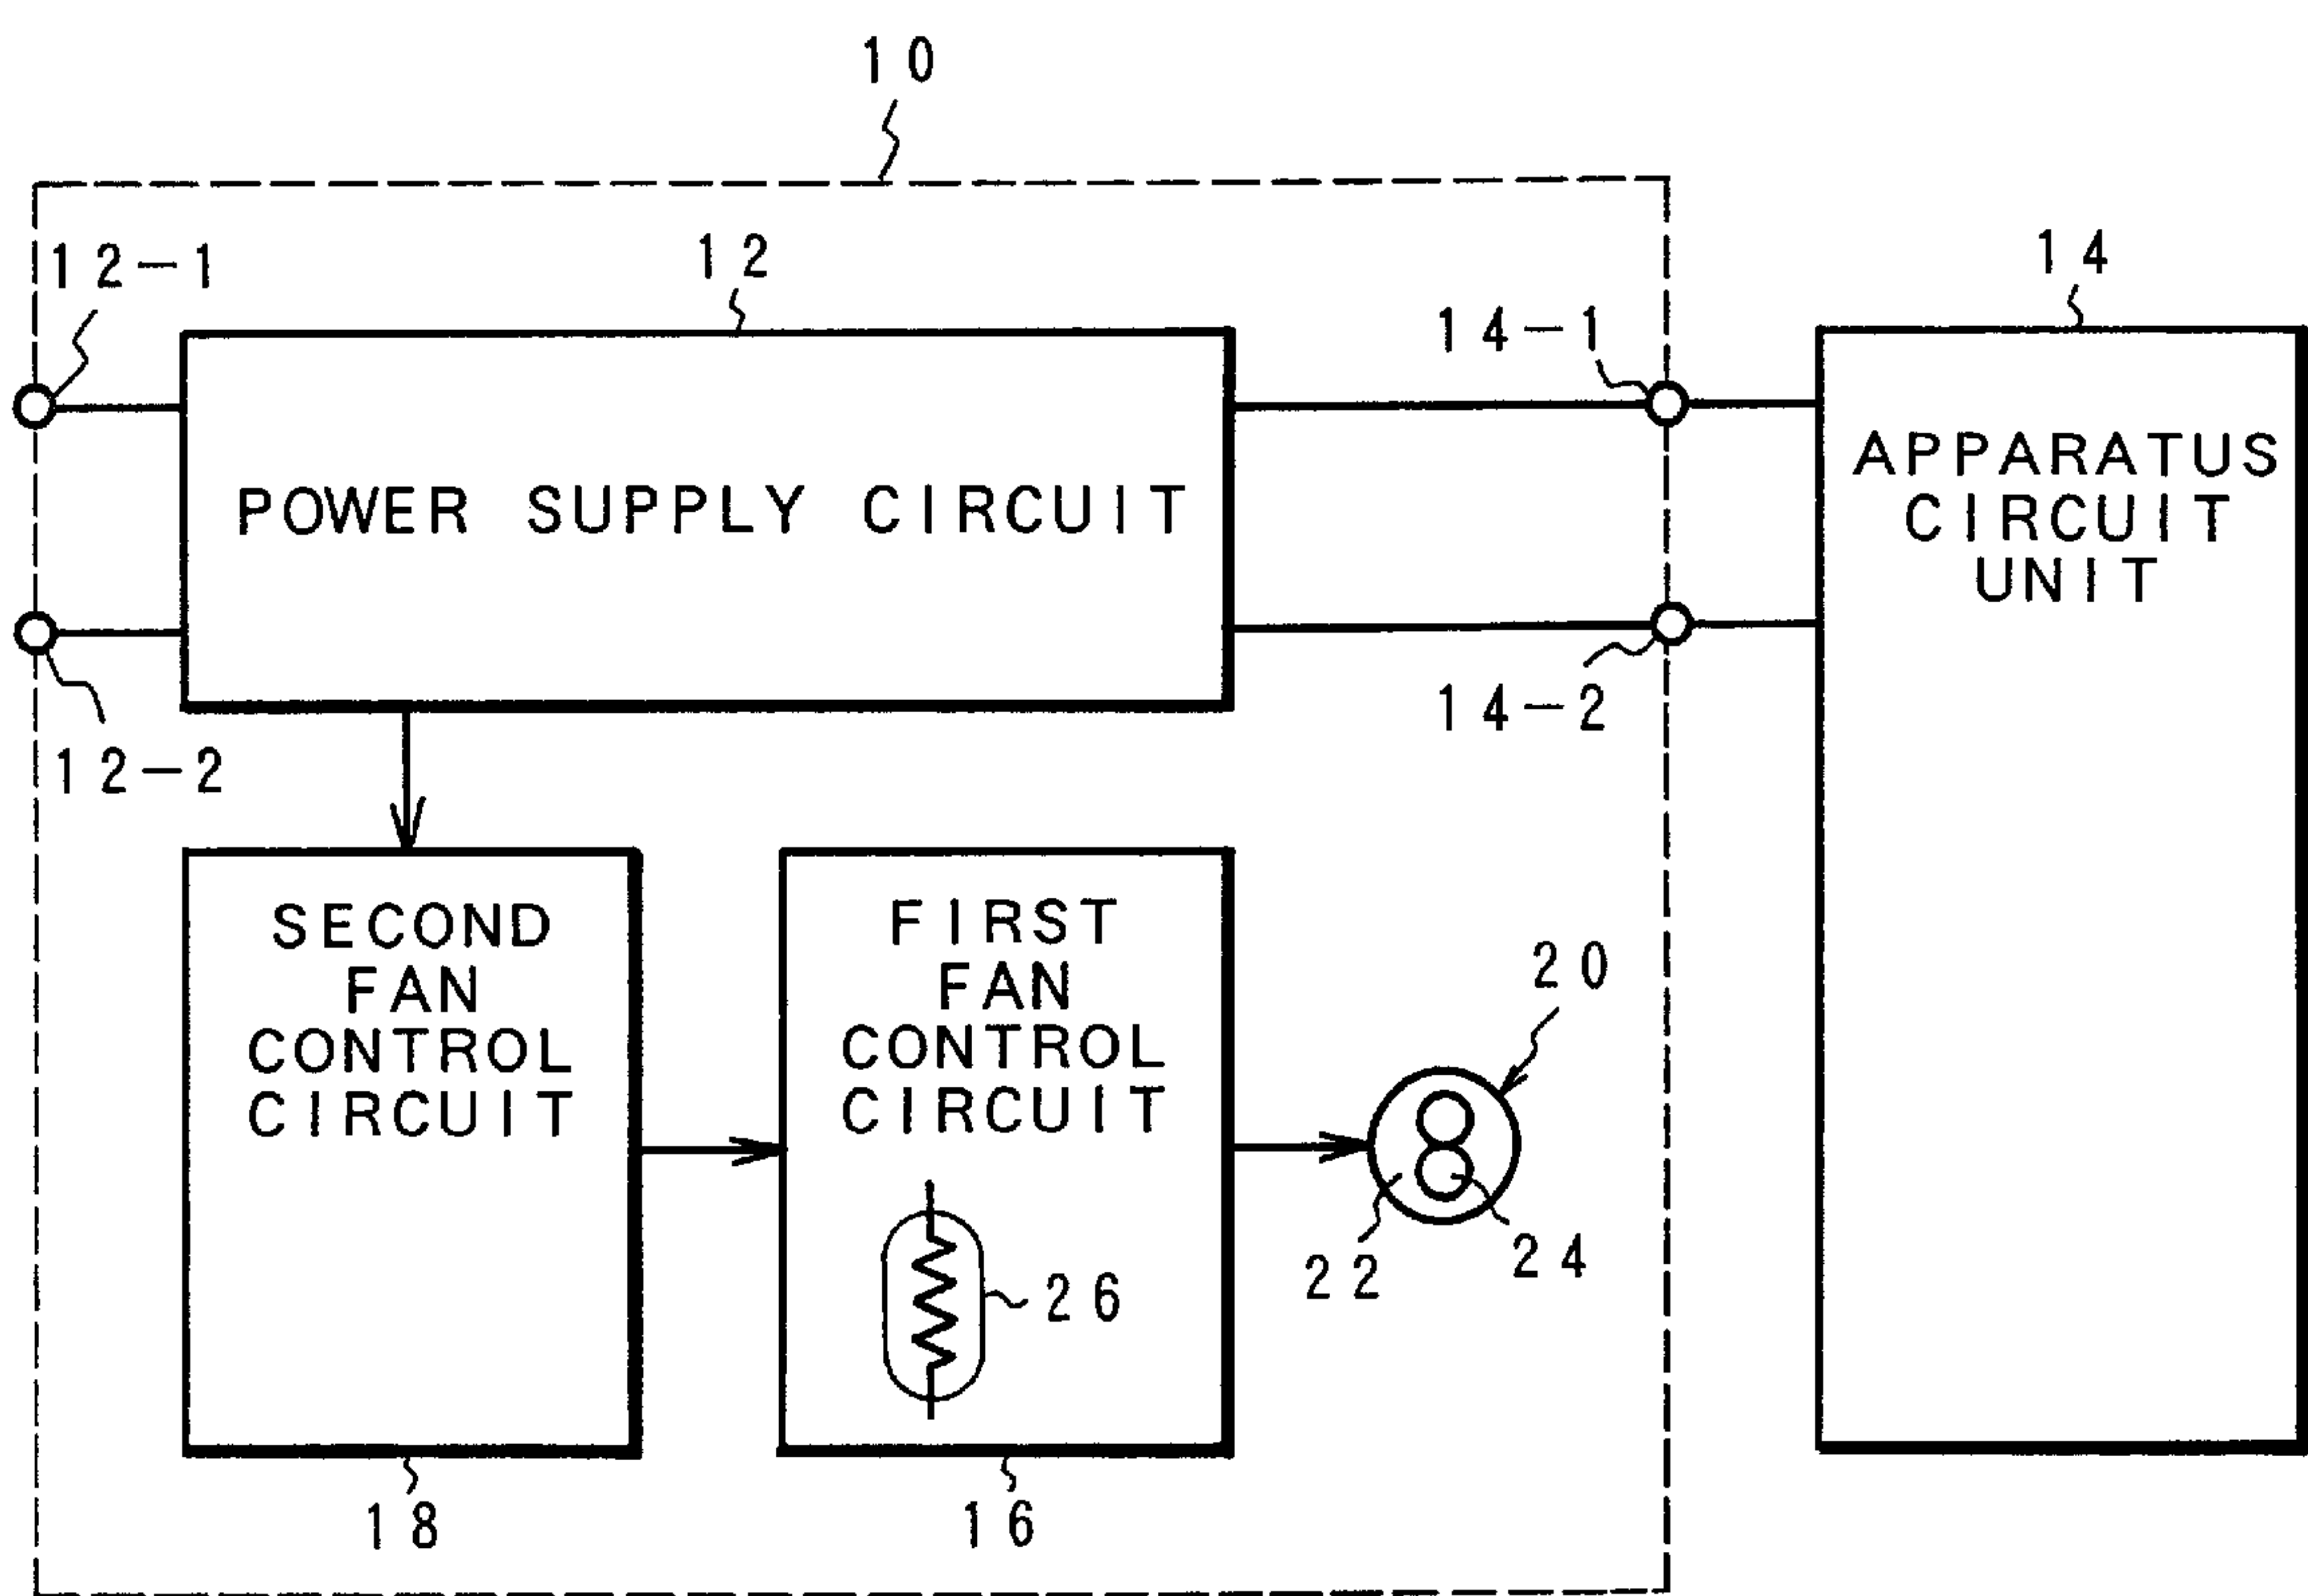 10
12-1
12
14-1
14
POWER SUPPLY CIRCUIT
APPARATUS
CIRCUIT
UNIT
12-2
14-2
SECOND
FAN
CONTROL
CIRCUIT
FIRST
FAN
CONTROL
CIRCUIT
20
22
24
26
18
16